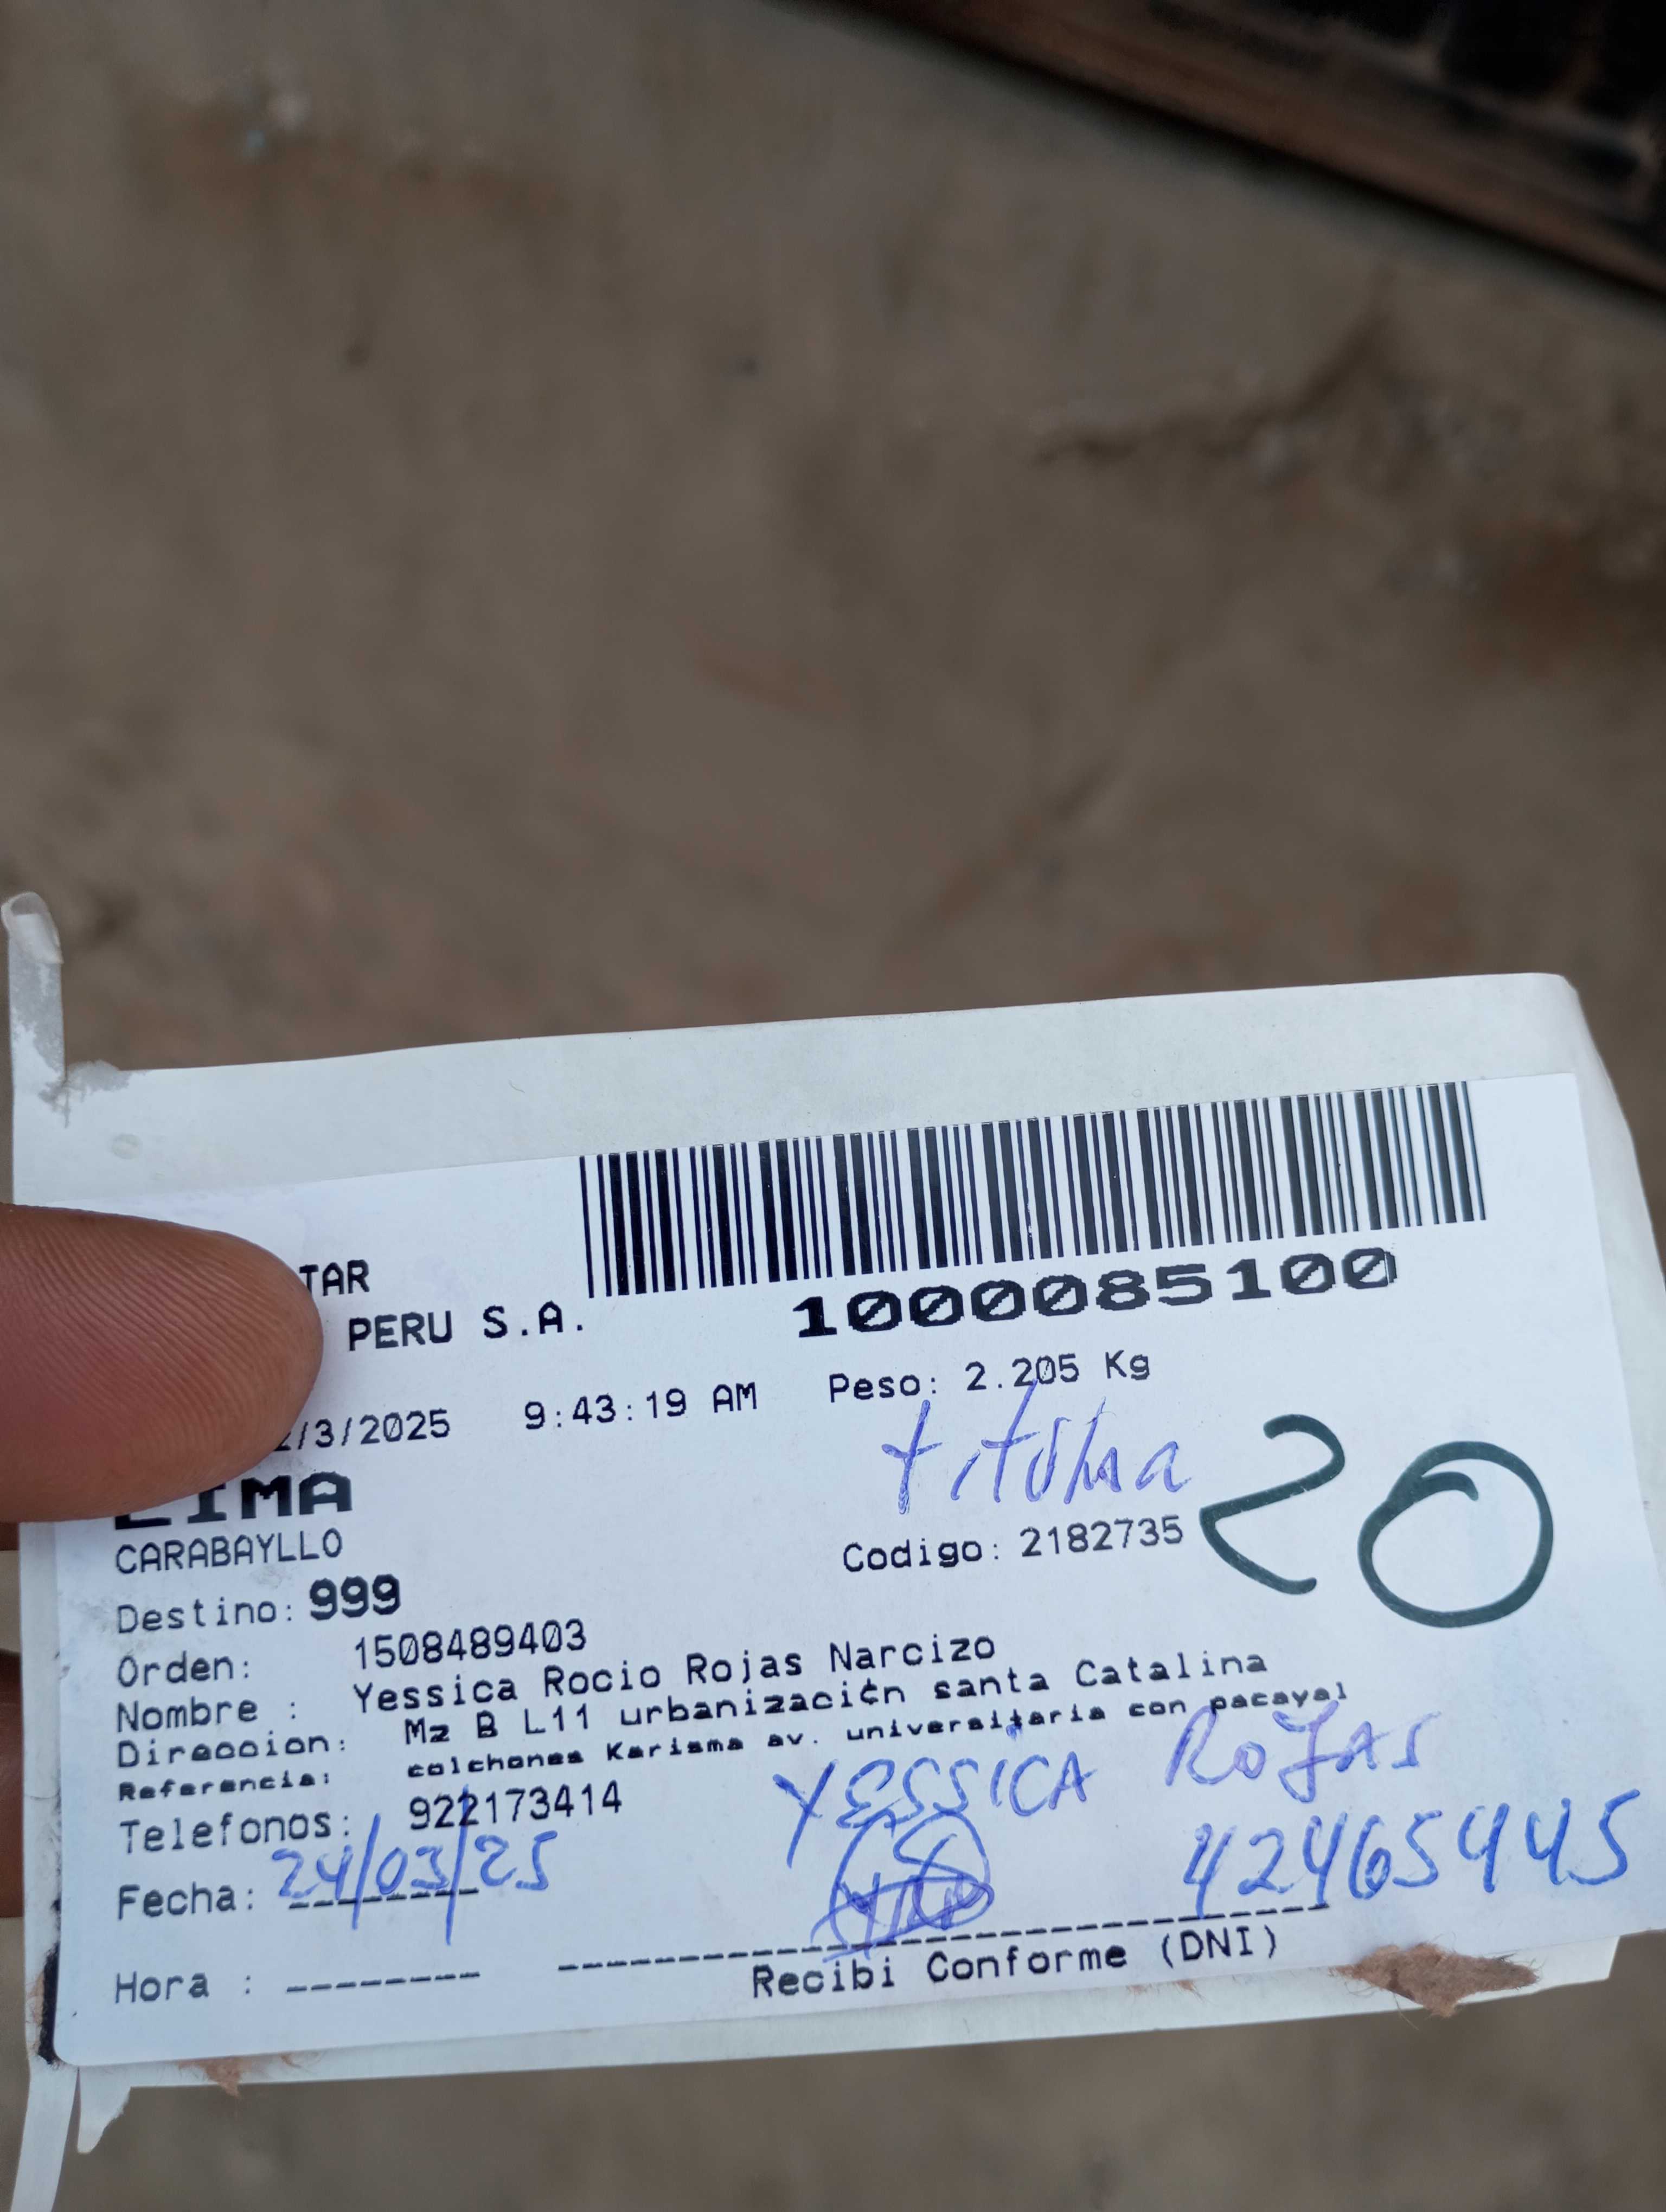 TAR
PERU S.A.
1000085100
/3/2025 9:43:19 AM Peso: 2.205 Kg
titular
LIMA
20
CARABAYLLO
Codigo: 2182735
Destino: 999
Orden: 1508489403
Nombre : Yessica Rocio Rojas Narcizo
Direccion: Mz B L11 urbanizaci¢n santa Catalina
Referencia: colchones Karisma av. universitaria con pacayal
Telefonos: 922173414
YESSICA ROJAS
Fecha: 24/03/25
42465445
Hora : --------
Recibi Conforme (DNI)